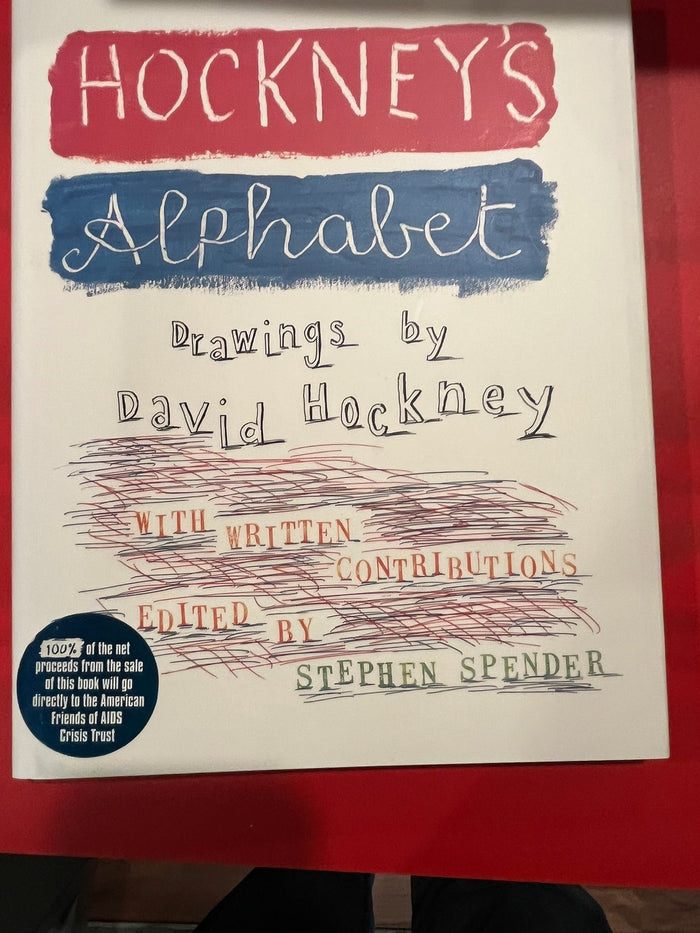 HOCKNEY'S
Alphabet
Drawings by
David Hockney
WITH WRITTEN
CONTRIBUTIONS
EDITED BY
STEPHEN SPENDER
100% of the net
proceeds from the sale
of this book will go
directly to the American
Friends of AIDS
Crisis Trust